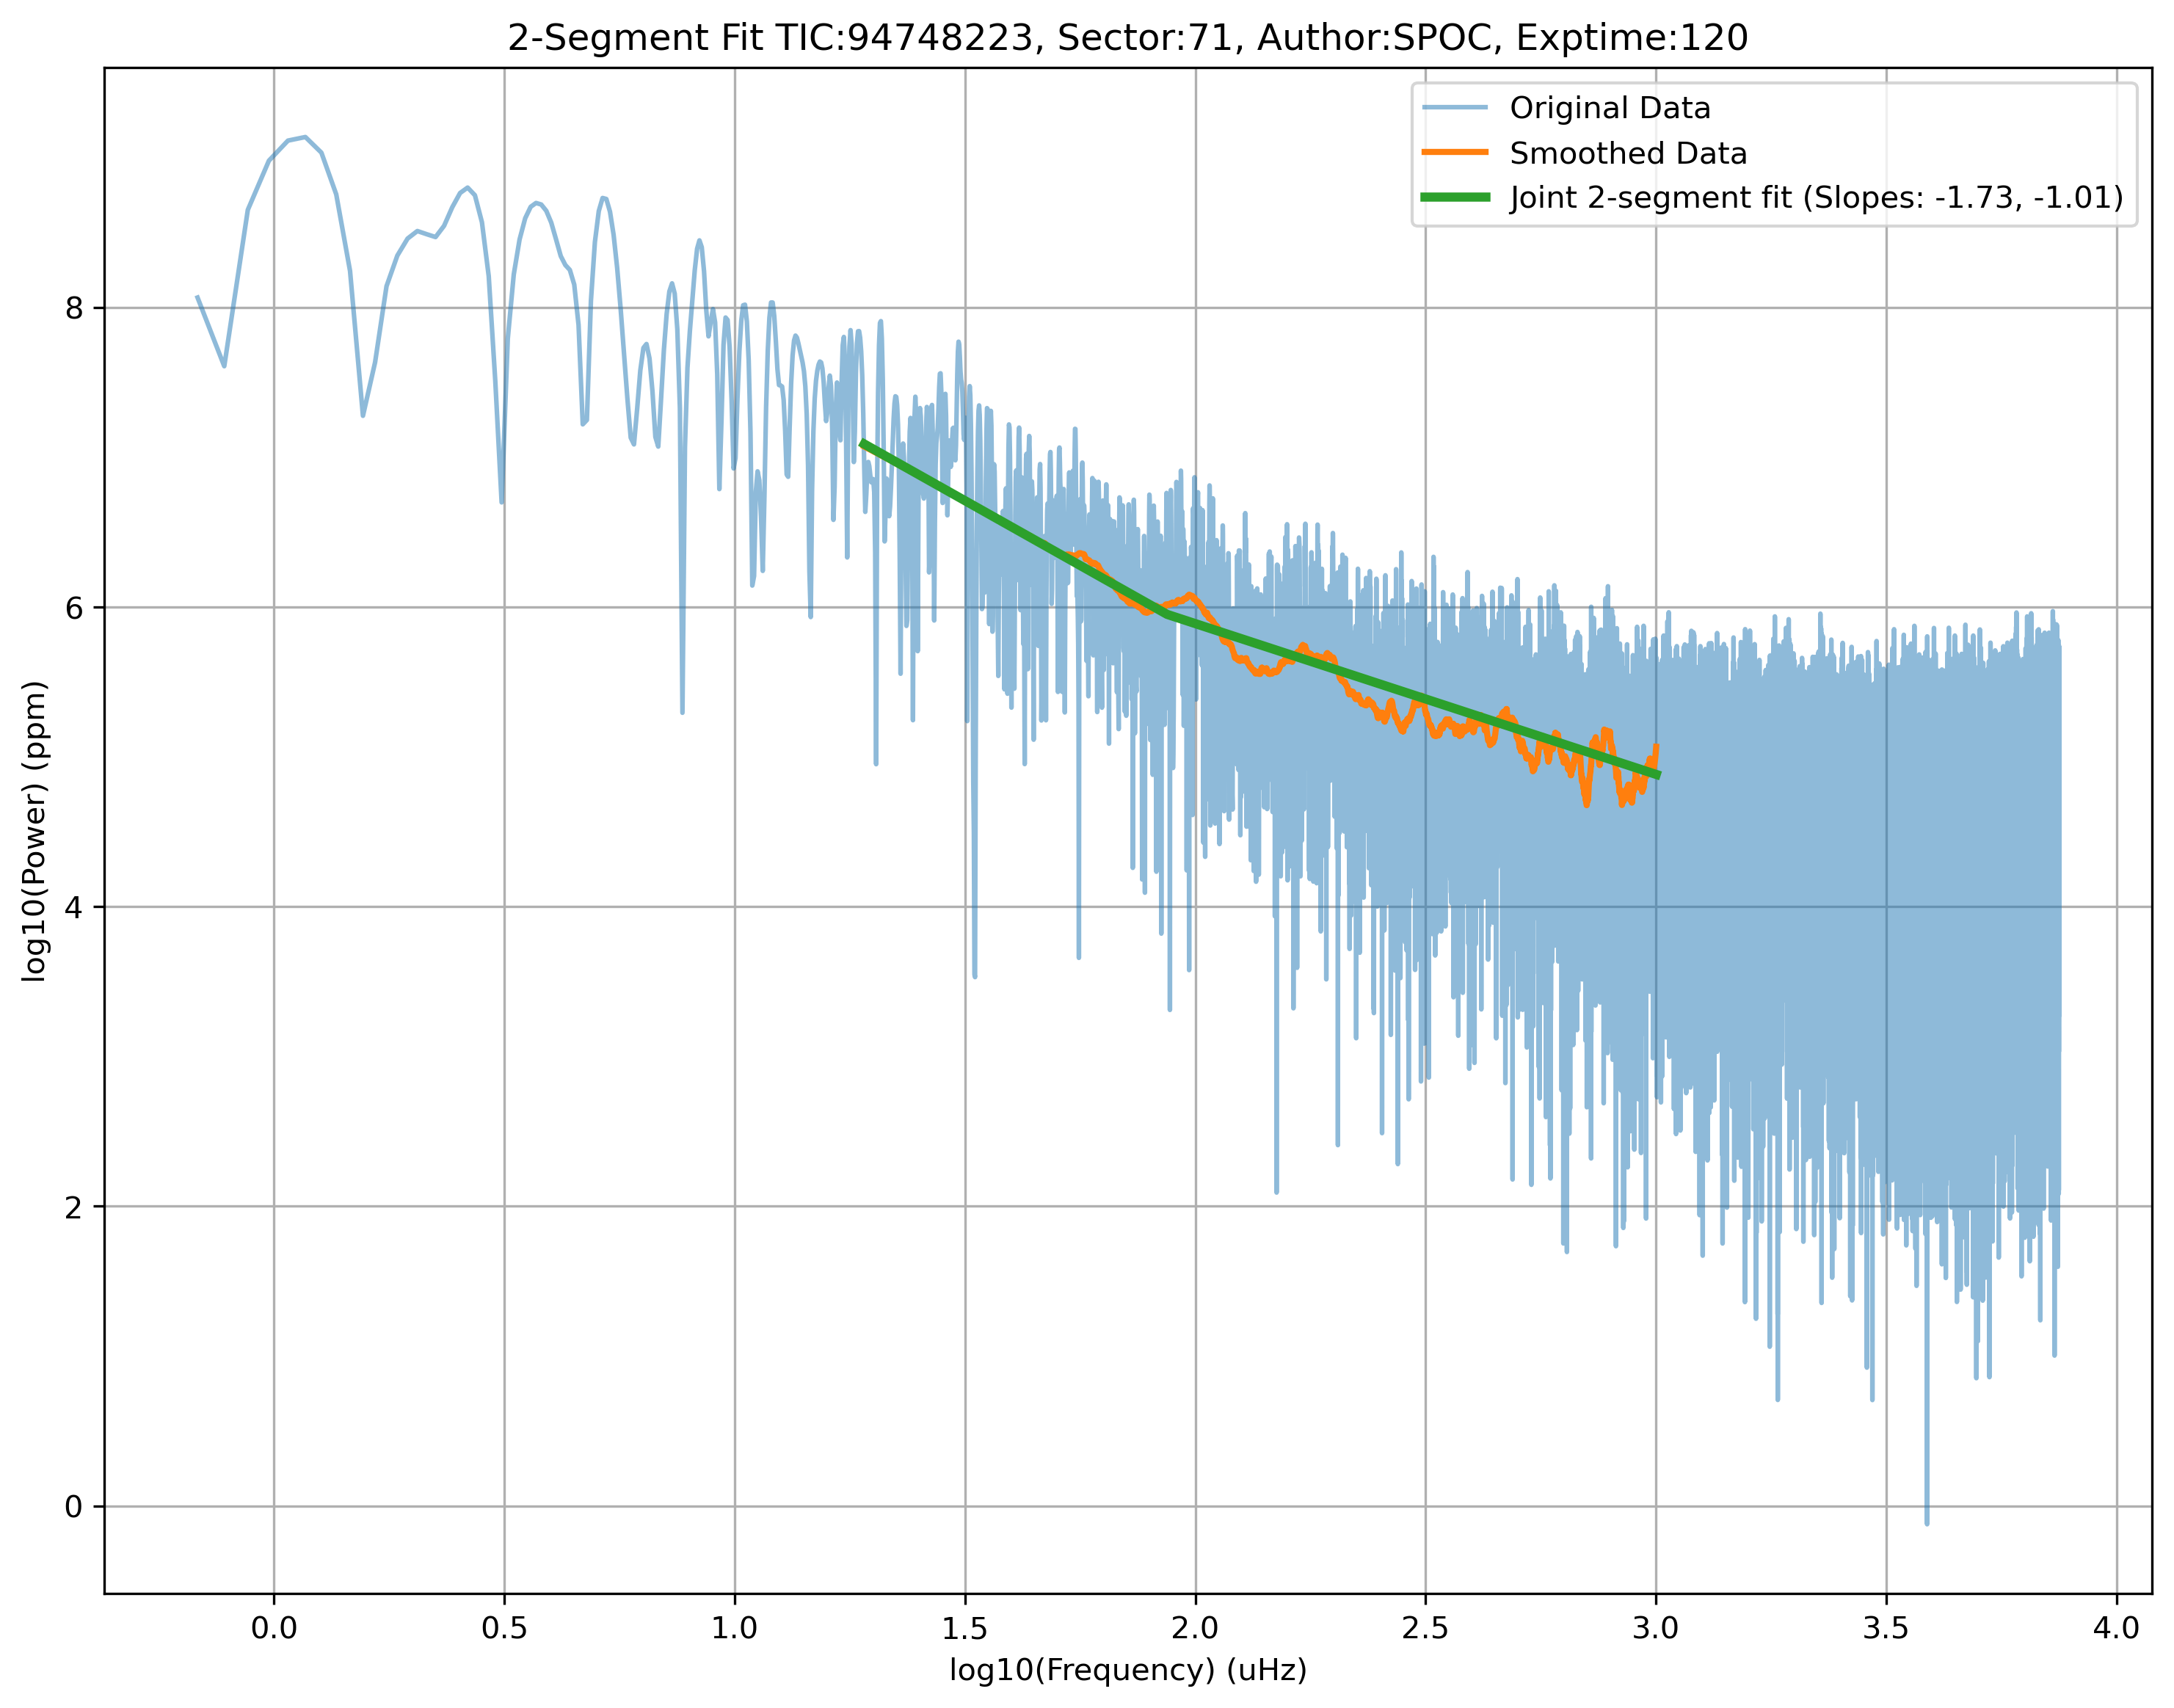 2-Segment Fit TIC:94748223, Sector:71, Author:SPOC, Exptime:120
Original Data
Smoothed Data
Joint 2-segment fit (Slopes: -1.73, -1.01)
log10(Power) (ppm)
8
6
4
2
0
0.0 0.5 1.0 1.5 2.0 2.5 3.0 3.5 4.0
log10(Frequency) (uHz)